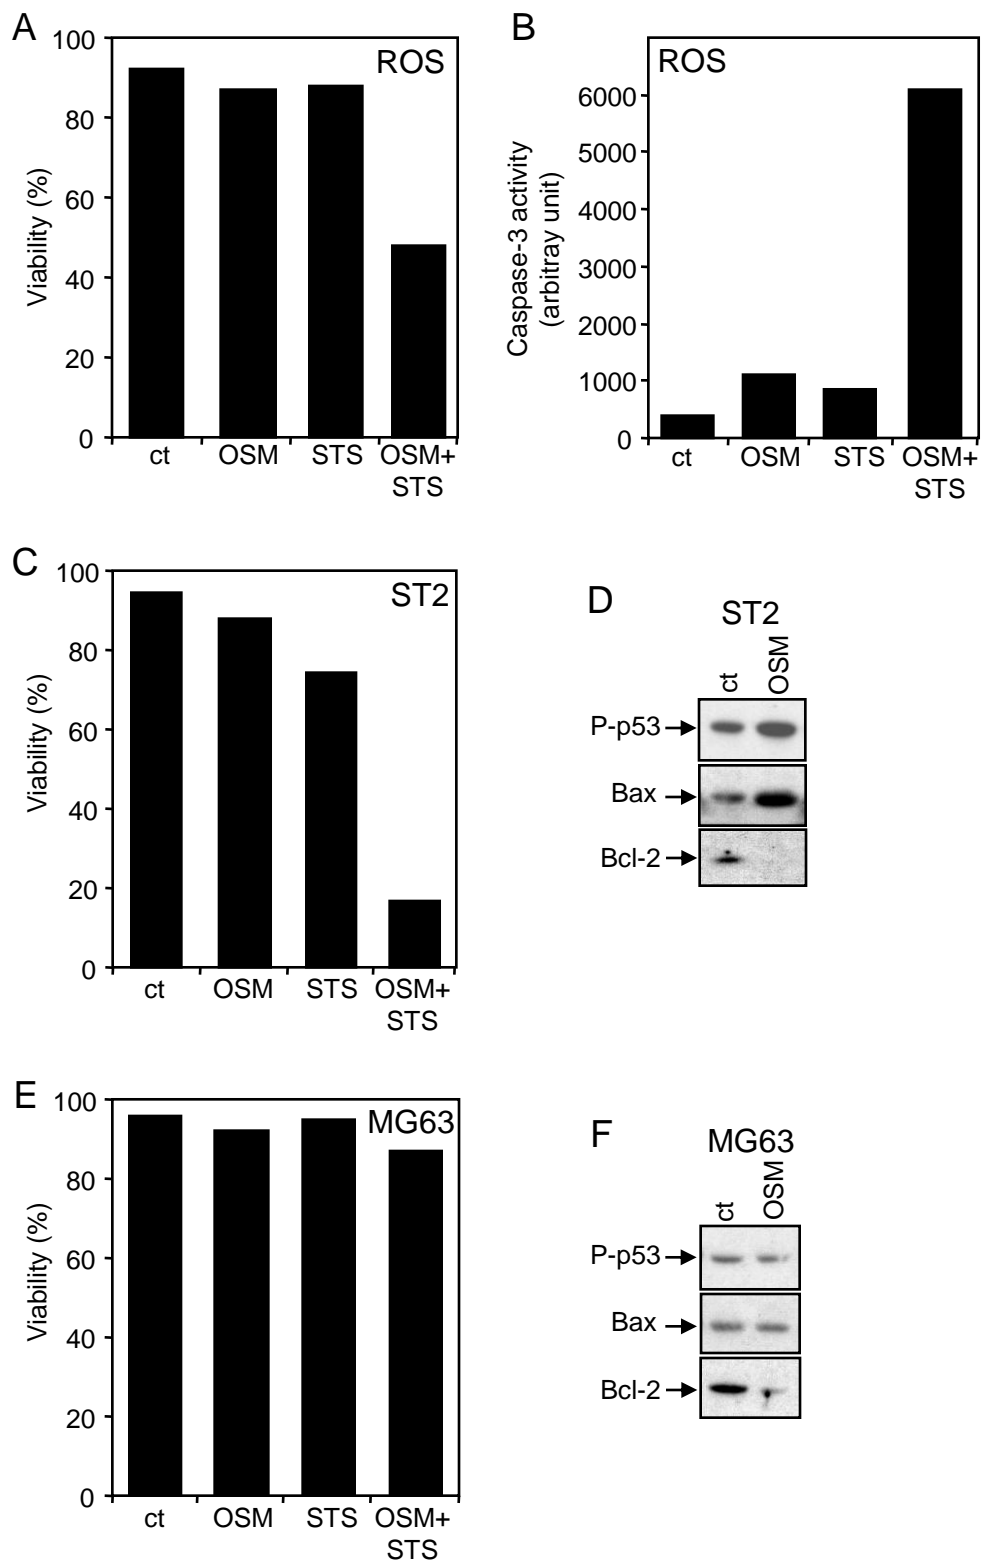 A
ROS
Viability (%)
100
80
60
40
20
0
ct
OSM
STS
OSM+
STS
B
ROS
Caspase-3 activity
(arbitray unit)
6000
5000
4000
3000
2000
1000
0
ct
OSM
STS
OSM+
STS
C
ST2
Viability (%)
100
80
60
40
20
0
ct
OSM
STS
OSM+
STS
D
ST2
ct
OSM
P-p53
Bax
Bcl-2
E
MG63
Viability (%)
100
80
60
40
20
0
ct
OSM
STS
OSM+
STS
F
MG63
ct
OSM
P-p53
Bax
Bcl-2